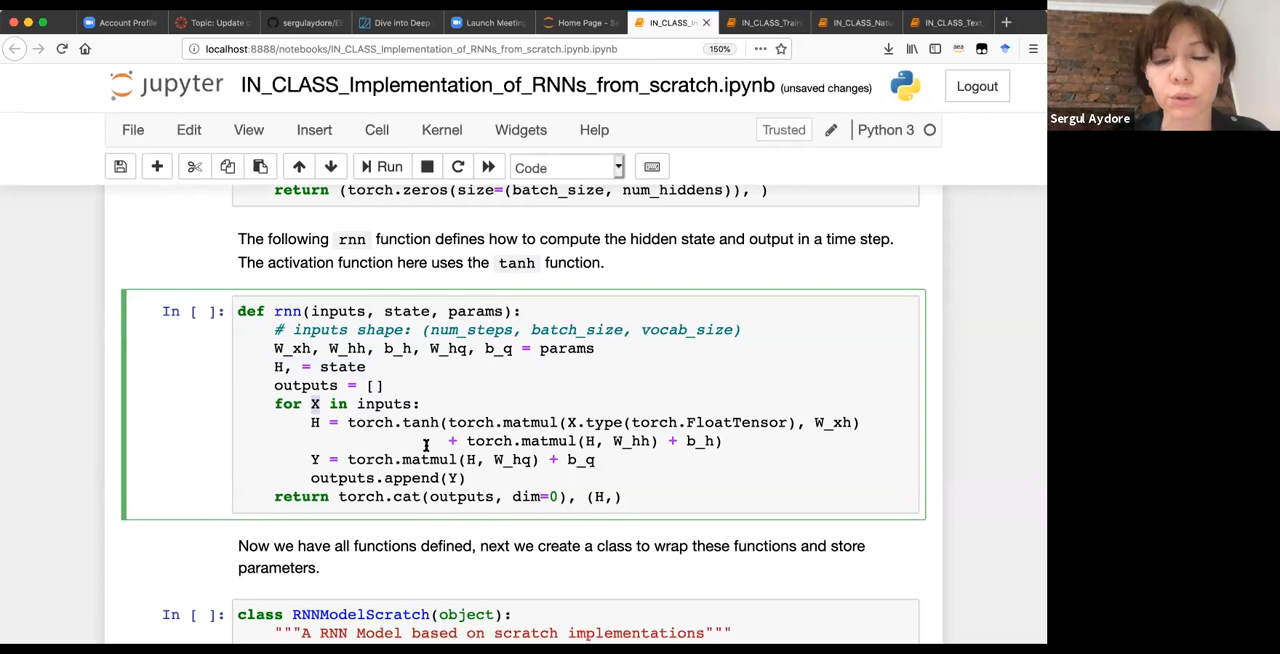 Account Profile
Topic: Update
sergulaydore/
Dive into Deep
Launch Meeting
Home Page - S
IN_CLASS_I
IN_CLASS_Train
IN_CLASS_Natu
IN_CLASS_Text_
localhost:8888/notebooks/IN_CLASS_Implementation_of_RNNs_from_scratch.ipynb.ipynb
150%
jupyter IN_CLASS_Implementation_of_RNNs_from_scratch.ipynb (unsaved changes)
Logout
Sergul Aydore
File Edit View Insert Cell Kernel Widgets Help
Trusted
Python 3
Run
Code
return (torch.zeros(size=(batch_size, num_hiddens)), )
The following rnn function defines how to compute the hidden state and output in a time step.
The activation function here uses the tanh function.
In [ ]: def rnn(inputs, state, params):
# inputs shape: (num_steps, batch_size, vocab_size)
W_xh, W_hh, b_h, W_hq, b_q = params
H, = state
outputs = []
for X in inputs:
H = torch.tanh(torch.matmul(X.type(torch.FloatTensor), W_xh)
+ torch.matmul(H, W_hh) + b_h)
Y = torch.matmul(H, W_hq) + b_q
outputs.append(Y)
return torch.cat(outputs, dim=0), (H,)
Now we have all functions defined, next we create a class to wrap these functions and store
parameters.
In [ ]: class RNNModelScratch(object):
"""A RNN Model based on scratch implementations"""